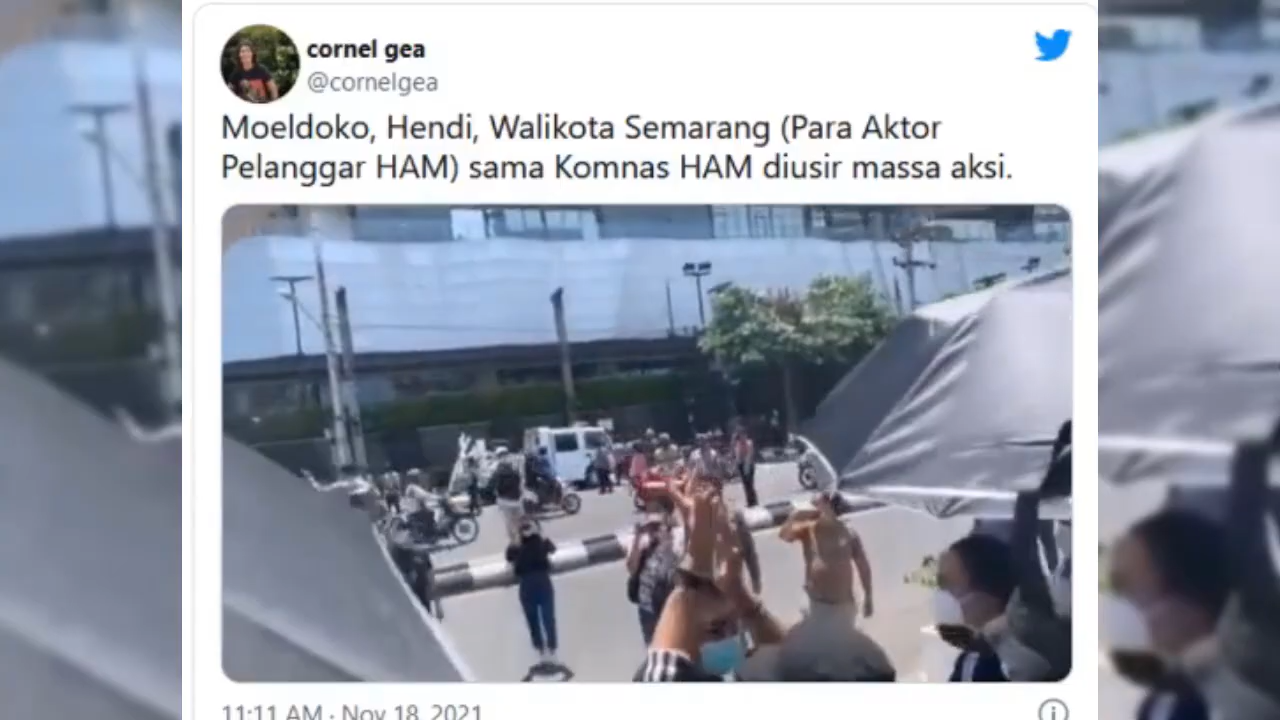 cornel gea
@cornelgea
Moeldoko, Hendi, Walikota Semarang (Para Aktor
Pelanggar HAM) sama Komnas HAM diusir massa aksi.
11:11 AM · Nov 18, 2021